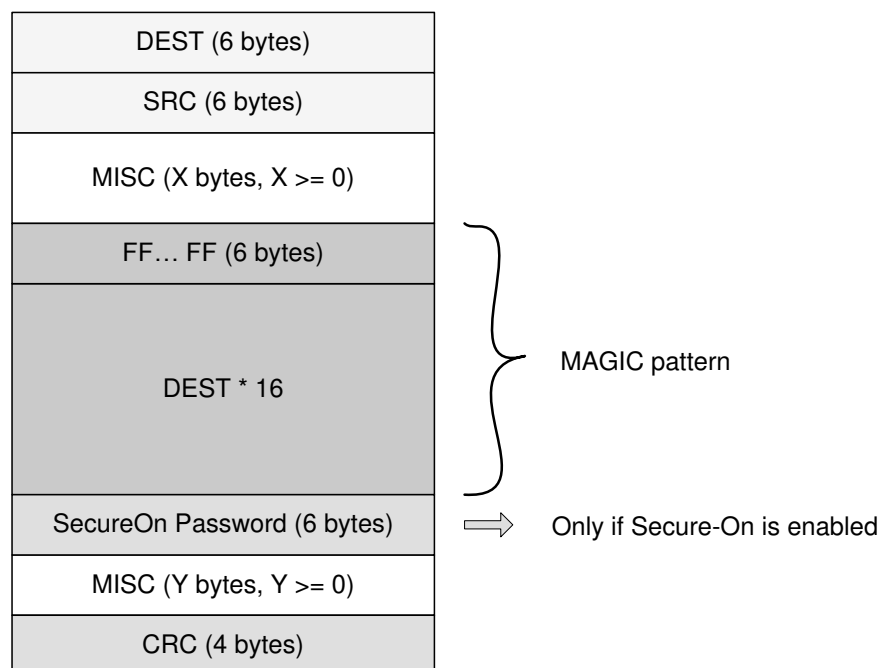 DEST (6 bytes)
SRC (6 bytes)
MISC (X bytes, X >= 0)
FF… FF (6 bytes)
DEST * 16
MAGIC pattern
SecureOn Password (6 bytes)
Only if Secure-On is enabled
MISC (Y bytes, Y >= 0)
CRC (4 bytes)